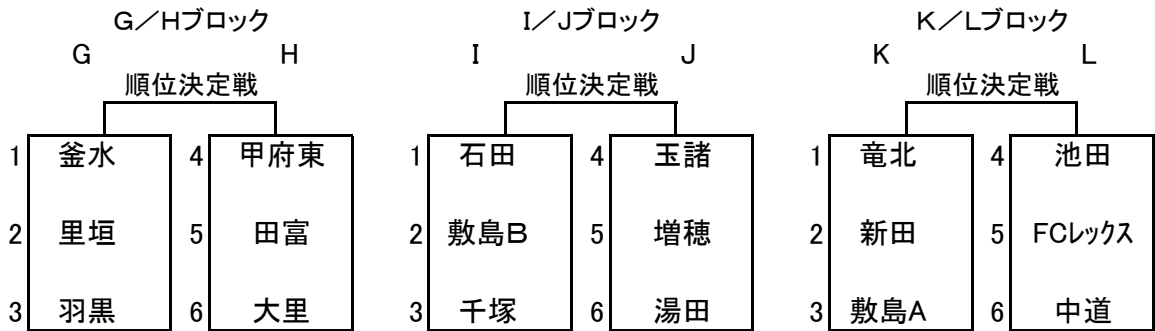 G／Hブロック I／Jブロック K／Lブロック
G H I J K L
順位決定戦 順位決定戦 順位決定戦
1 釜水 4 甲府東 1 石田 4 玉諸 1 竜北 4 池田
2 里垣 5 田富 2 敷島B 5 増穂 2 新田 5 FCレックス
3 羽黒 6 大里 3 千塚 6 湯田 3 敷島A 6 中道